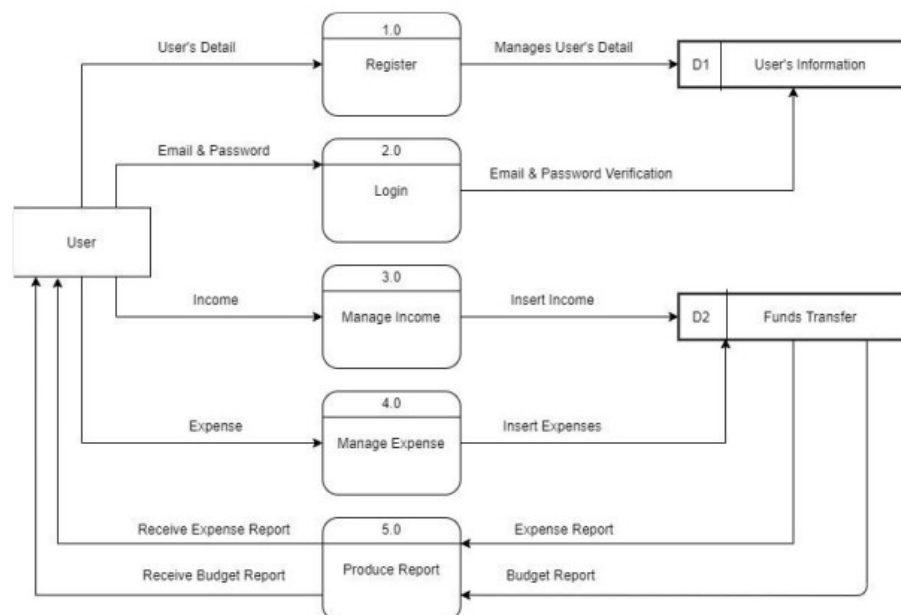 1.0
User's Detail
Register
Manages User's Detail
D1
User's Information
Email & Password
2.0
Login
Email & Password Verification
User
3.0
Income
Manage Income
Insert Income
D2
Funds Transfer
4.0
Expense
Manage Expense
Insert Expenses
5.0
Receive Expense Report
Expense Report
Produce Report
Receive Budget Report
Budget Report